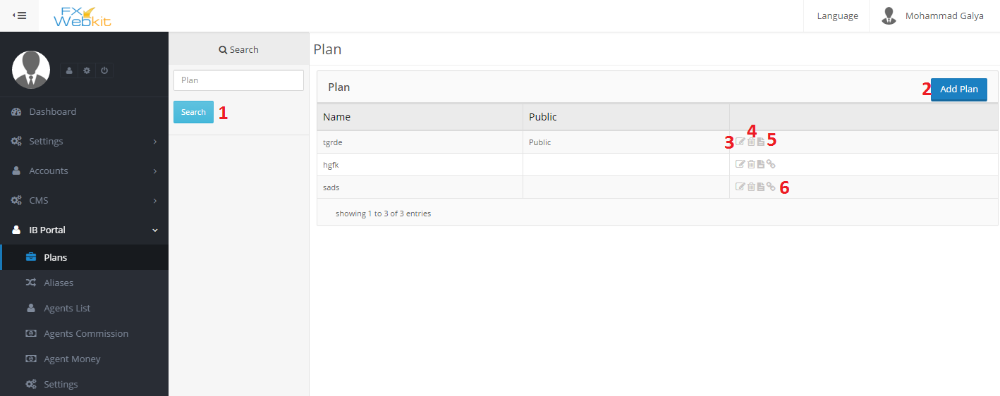 FX
Webkit
Language
Mohammad Galya
Dashboard
Settings
Accounts
CMS
IB Portal
Plans
Aliases
Agents List
Agents Commission
Agent Money
Settings
Search
Plan
Search 1
Plan
Plan
2 Add Plan
Name Public
4
tgrde Public 3 5
hgfk
sads 6
showing 1 to 3 of 3 entries